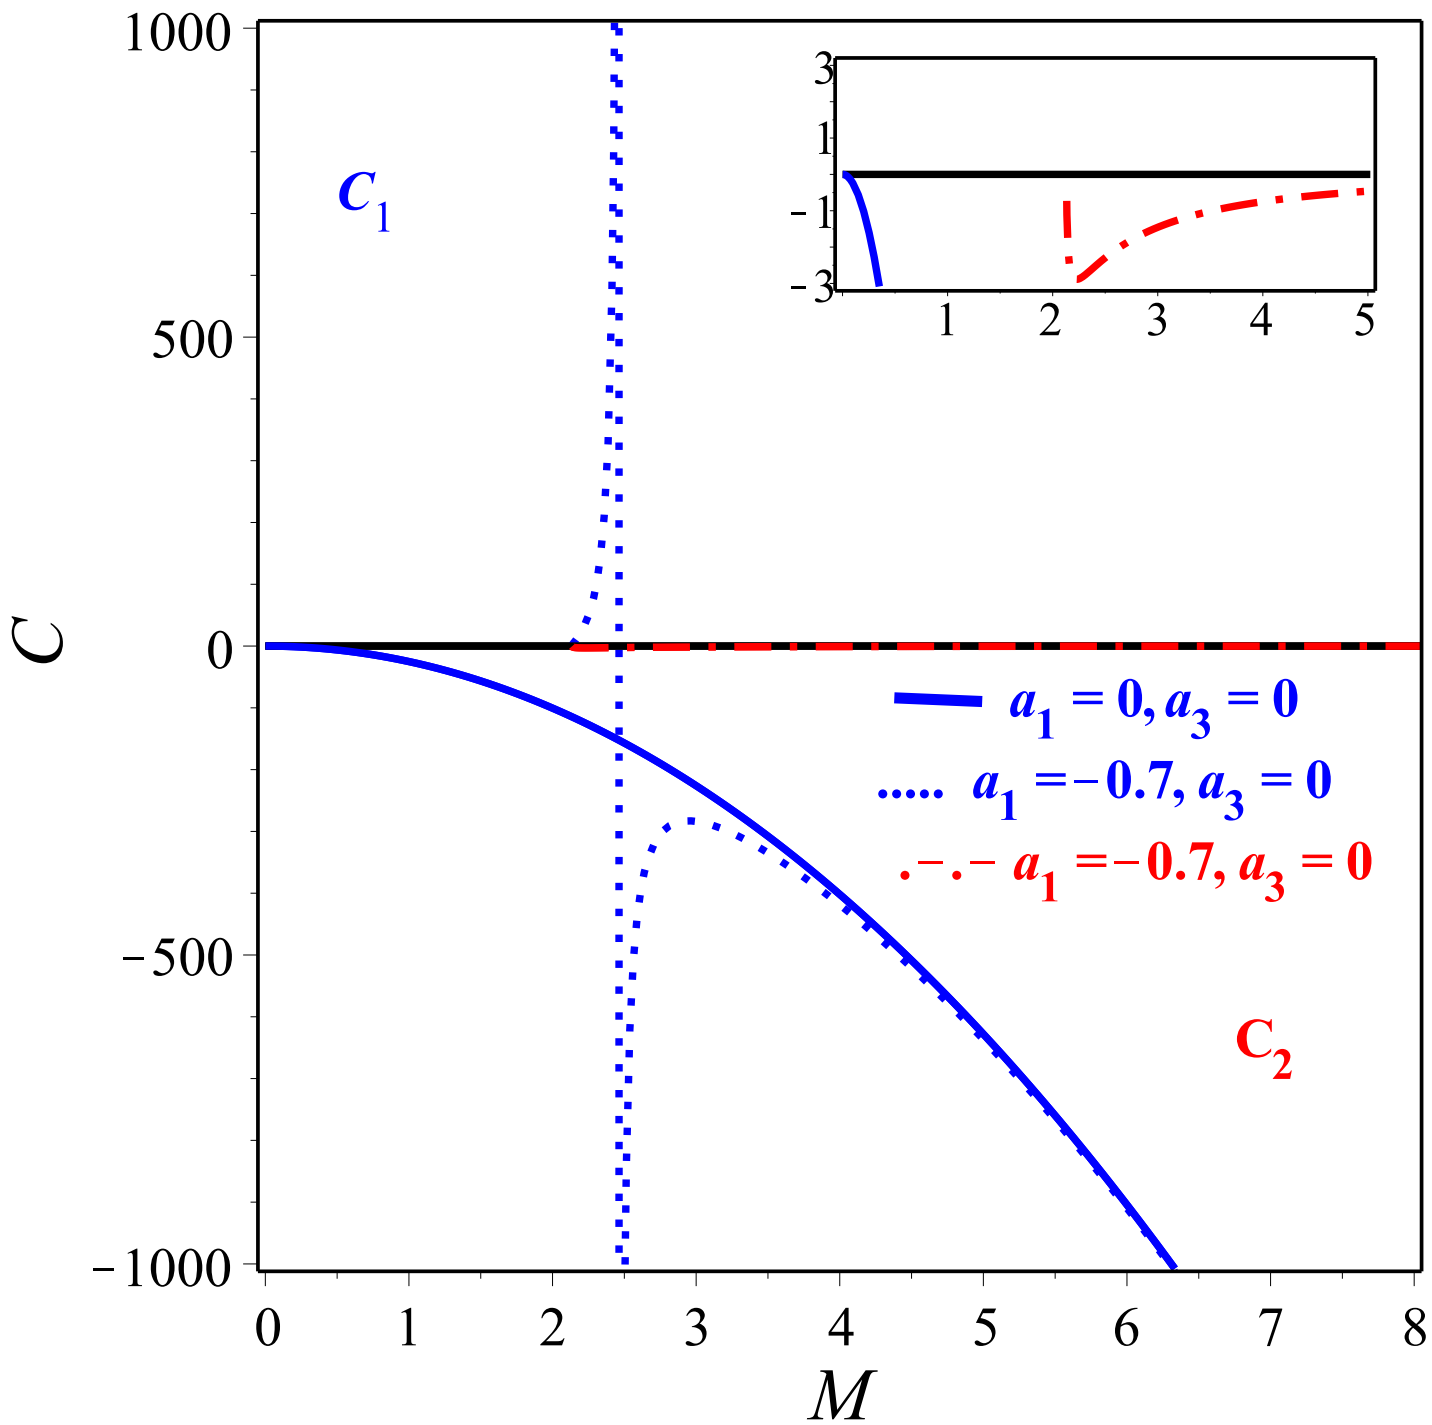 1000
500
0
−500
−1000
C
C1
3
1
−1
−3
1 2 3 4 5
a1 = 0, a3 = 0
..... a1 =−0.7, a3 = 0
.−.− a1 =−0.7, a3 = 0
C2
0 1 2 3 4 5 6 7 8
M